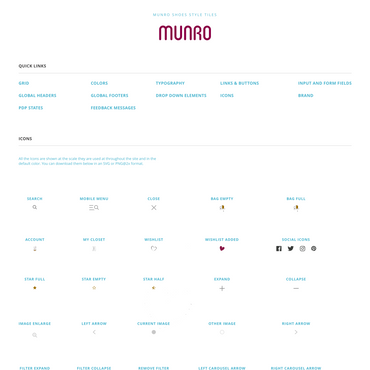 MUNRO SHOES STYLE TILES
MUNRO
QUICK LINKS
GRID COLORS TYPOGRAPHY LINKS & BUTTONS INPUT AND FORM FIELDS
GLOBAL HEADERS GLOBAL FOOTERS DROP DOWN ELEMENTS ICONS BRAND
POP STATES FEEDBACK MESSAGES
ICONS
All the icons are shown at the scale they are used at throughout the site and in the
default color. You can download them below in an SVG or PNG@2x format.
SEARCH MOBILE MENU CLOSE BAG EMPTY BAG FULL
ACCOUNT MY CLOSET WISHLIST WISHLIST ADDED SOCIAL ICONS
STAR FULL STAR EMPTY STAR HALF EXPAND COLLAPSE
IMAGE ENLARGE LEFT ARROW CURRENT IMAGE OTHER IMAGE RIGHT ARROW
FILTER EXPAND FILTER COLLAPSE REMOVE FILTER LEFT CAROUSEL ARROW RIGHT CAROUSEL ARROW